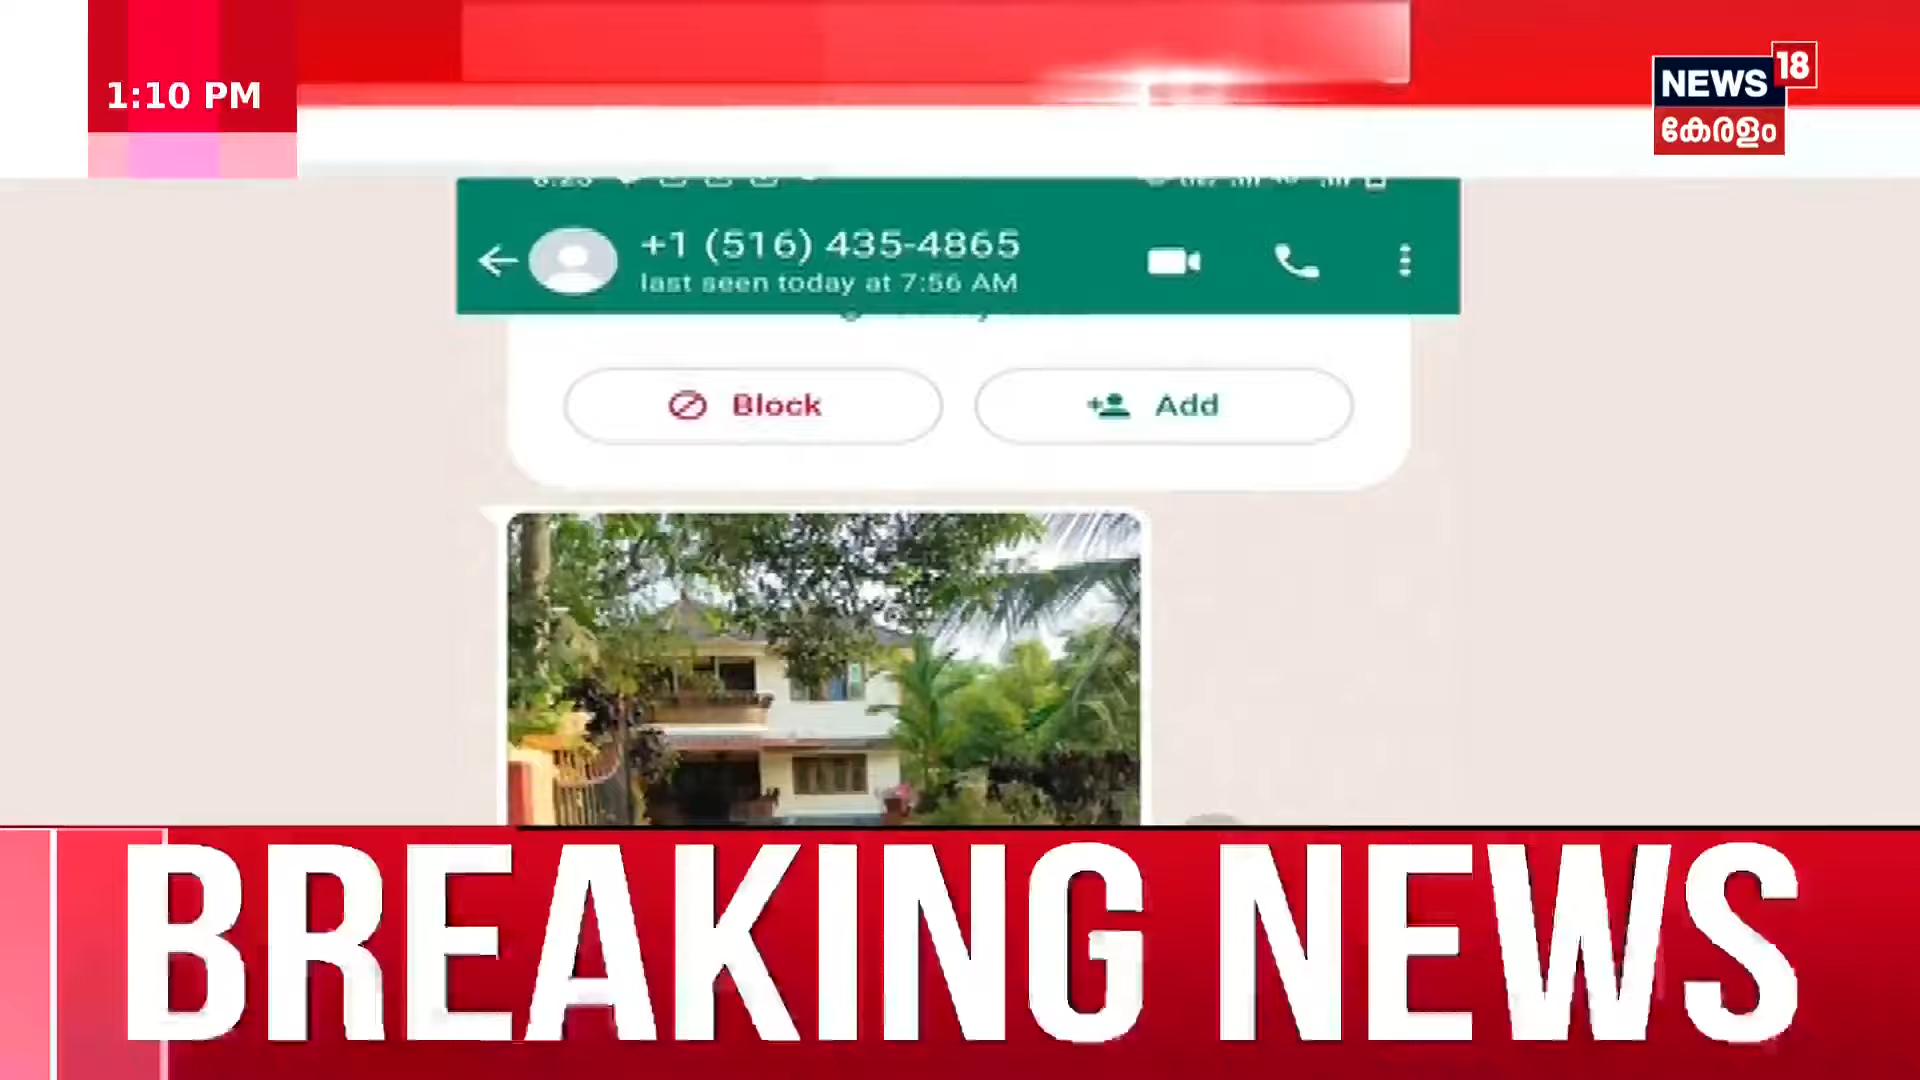 1:10 PM
NEWS 18
കേരളം
+1 (516) 435-4865
last seen today at 7:56 AM
Block
Add
BREAKING NEWS